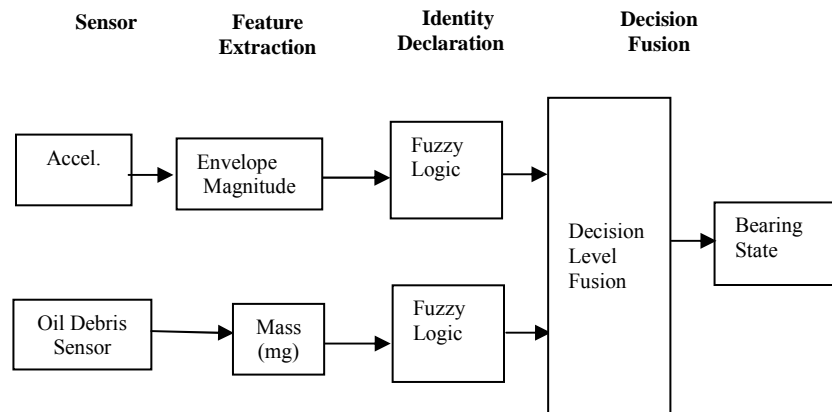 Sensor
Feature
Extraction
Identity
Declaration
Decision
Fusion
Accel.
Envelope
Magnitude
Fuzzy
Logic
Oil Debris
Sensor
Mass
(mg)
Fuzzy
Logic
Decision
Level
Fusion
Bearing
State